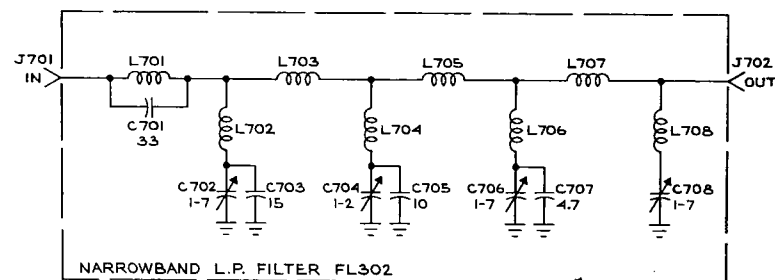 J701
IN
L701
C701
33
L703
L705
L707
J702
OUT
L702
L704
L706
L708
C702
1-7
C703
15
C704
1-2
C705
10
C706
1-7
C707
4.7
C708
1-7
NARROWBAND L.P. FILTER FL302